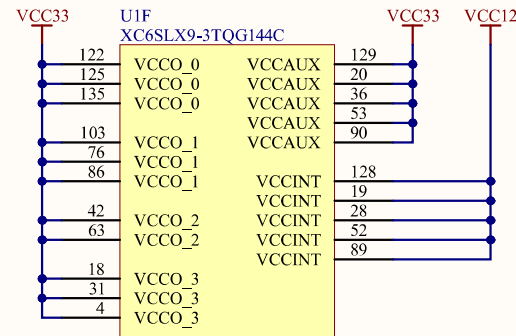 VCC33
U1F
XC6SLX9-3TQG144C
VCC33
VCC12
122 VCCO_0 VCCAUX 129
125 VCCO_0 VCCAUX 20
135 VCCO_0 VCCAUX 36
VCCAUX 53
103 VCCO_1 VCCAUX 90
76 VCCO_1
86 VCCO_1 VCCINT 128
VCCINT 19
42 VCCO_2 VCCINT 28
63 VCCO_2 VCCINT 52
VCCINT 89
18 VCCO_3
31 VCCO_3
4 VCCO_3